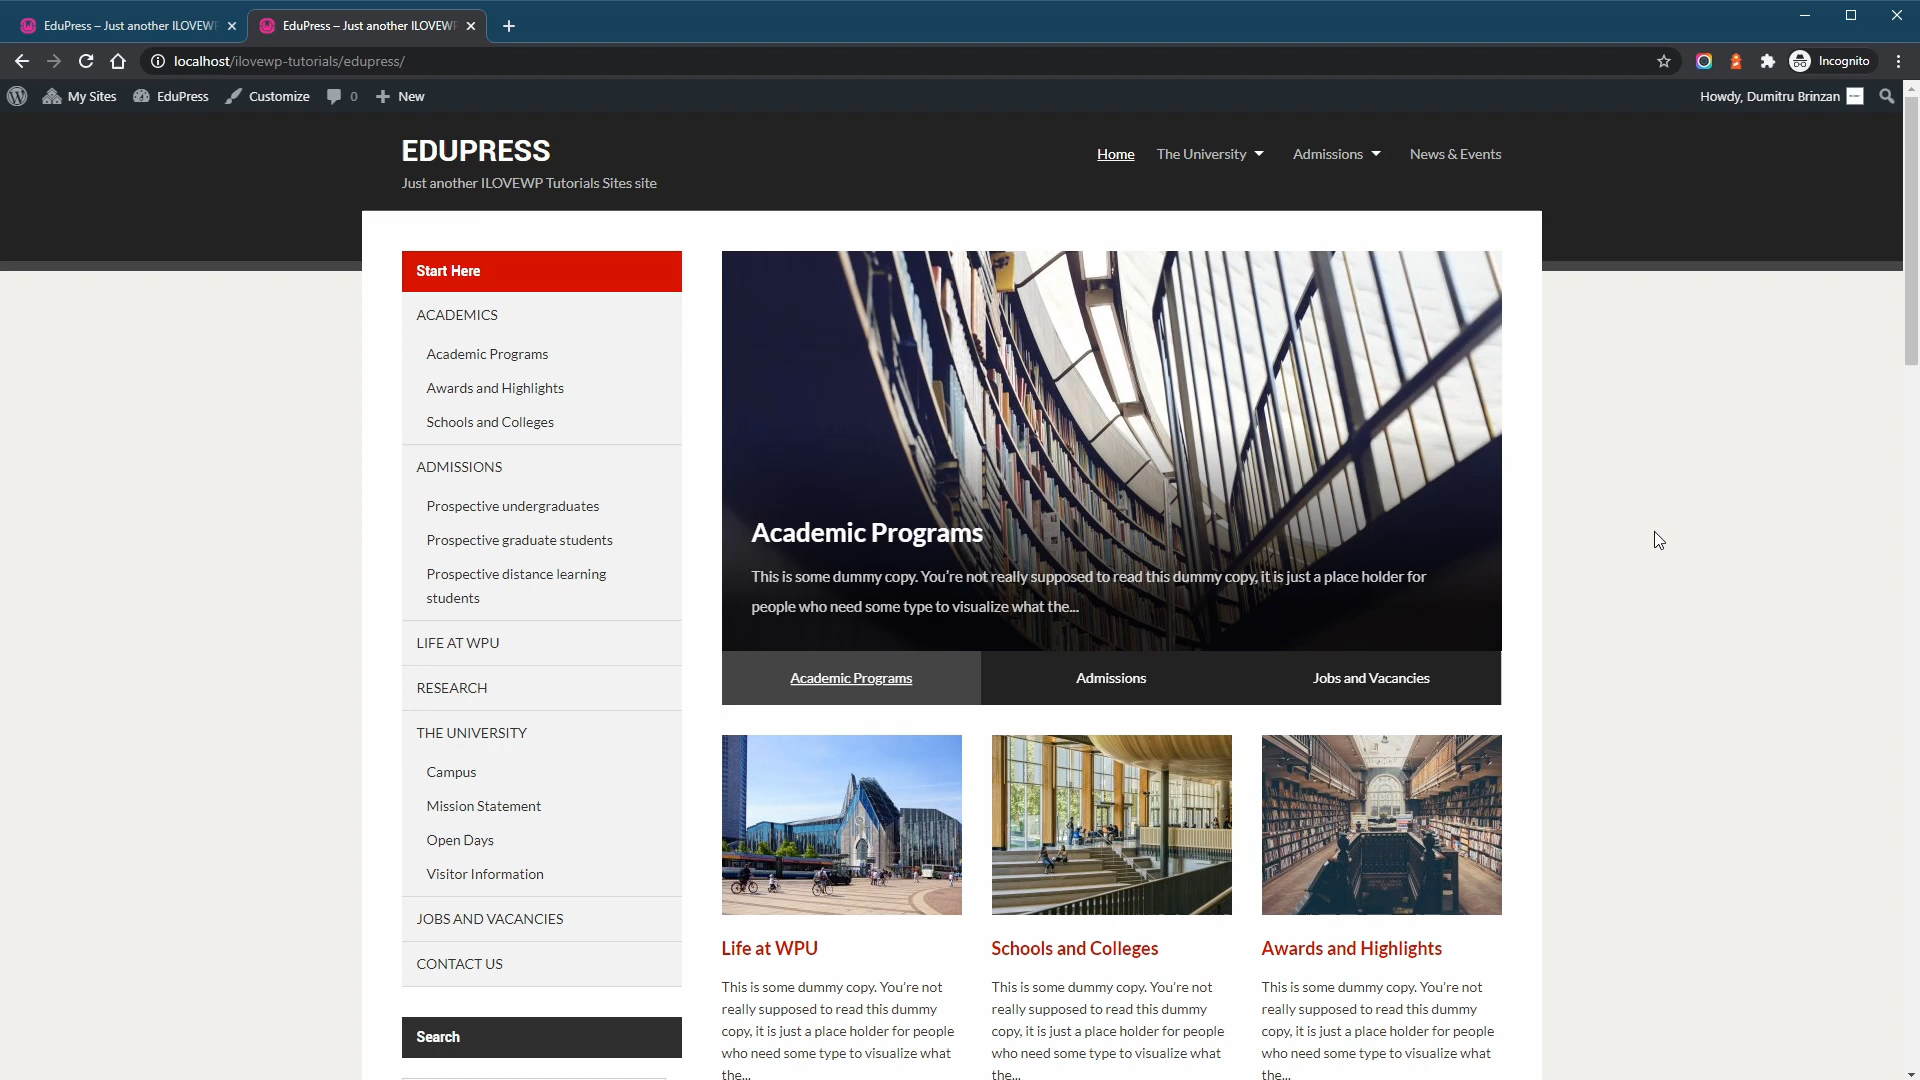 EduPress – Just another ILOVEWP
EduPress – Just another ILOVEWP
localhost/ilovewp-tutorials/edupress/
Incognito
My Sites
EduPress
Customize
0
New
Howdy, Dumitru Brinzan
EDUPRESS
Just another ILOVEWP Tutorials Sites site
Home
The University
Admissions
News & Events
Start Here
ACADEMICS
Academic Programs
Awards and Highlights
Schools and Colleges
ADMISSIONS
Prospective undergraduates
Prospective graduate students
Prospective distance learning
students
LIFE AT WPU
RESEARCH
THE UNIVERSITY
Campus
Mission Statement
Open Days
Visitor Information
JOBS AND VACANCIES
CONTACT US
Search
Academic Programs
This is some dummy copy. You’re not really supposed to read this dummy copy, it is just a place holder for
people who need some type to visualize what the...
Academic Programs
Admissions
Jobs and Vacancies
Life at WPU
This is some dummy copy. You’re not
really supposed to read this dummy
copy, it is just a place holder for people
who need some type to visualize what
the...
Schools and Colleges
This is some dummy copy. You’re not
really supposed to read this dummy
copy, it is just a place holder for people
who need some type to visualize what
the...
Awards and Highlights
This is some dummy copy. You’re not
really supposed to read this dummy
copy, it is just a place holder for people
who need some type to visualize what
the...